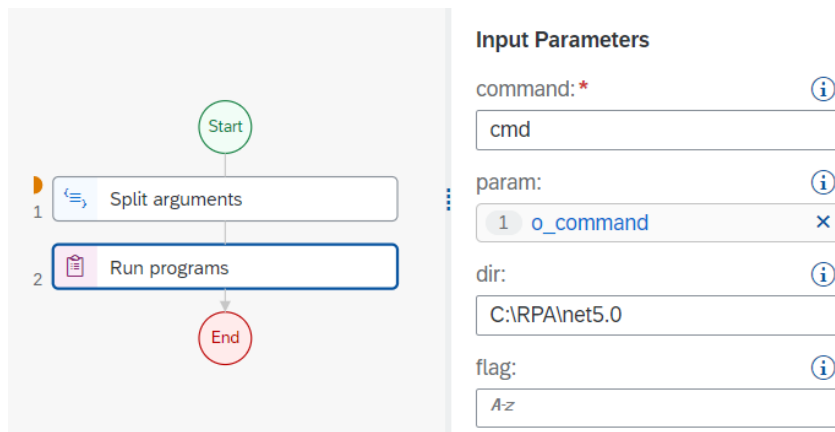 Start
1
Split arguments
2
Run programs
End
Input Parameters
command: *
cmd
param:
1 o_command
dir:
C:\RPA\net5.0
flag:
A-z